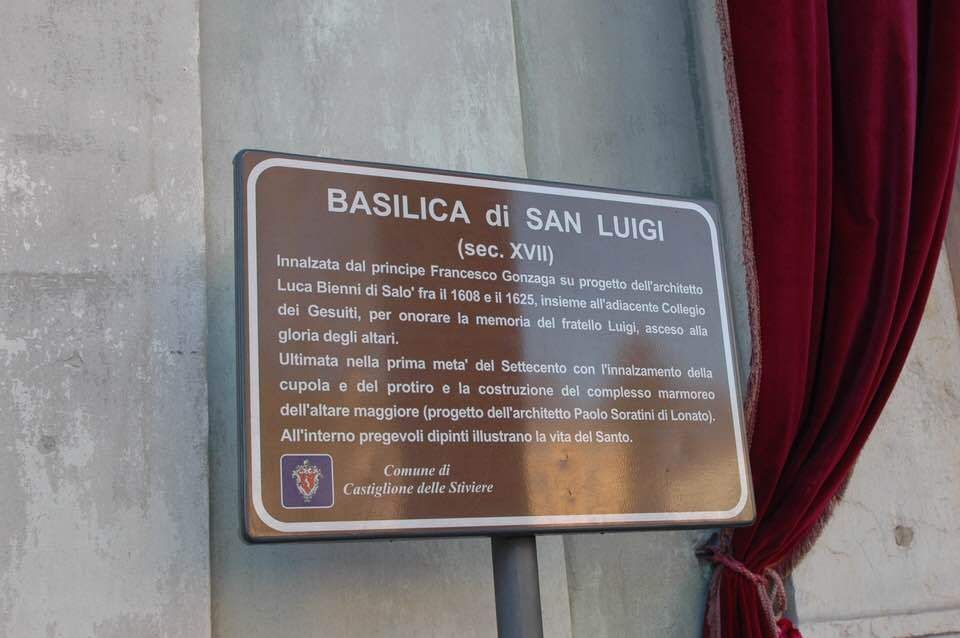 BASILICA di SAN LUIGI
(sec. XVII)
Innalzata dal principe Francesco Gonzaga su progetto dell'architetto
Luca Bienni di Salo' fra il 1608 e il 1625, insieme all'adiacente Collegio
dei Gesuiti, per onorare la memoria del fratello Luigi, asceso alla
gloria degli altari.
Ultimata nella prima meta' del Settecento con l'innalzamento della
cupola e del protiro e la costruzione del complesso marmoreo
dell'altare maggiore (progetto dell'architetto Paolo Soratini di Lonato).
All'interno pregevoli dipinti illustrano la vita del Santo.
Comune di
Castiglione delle Stiviere